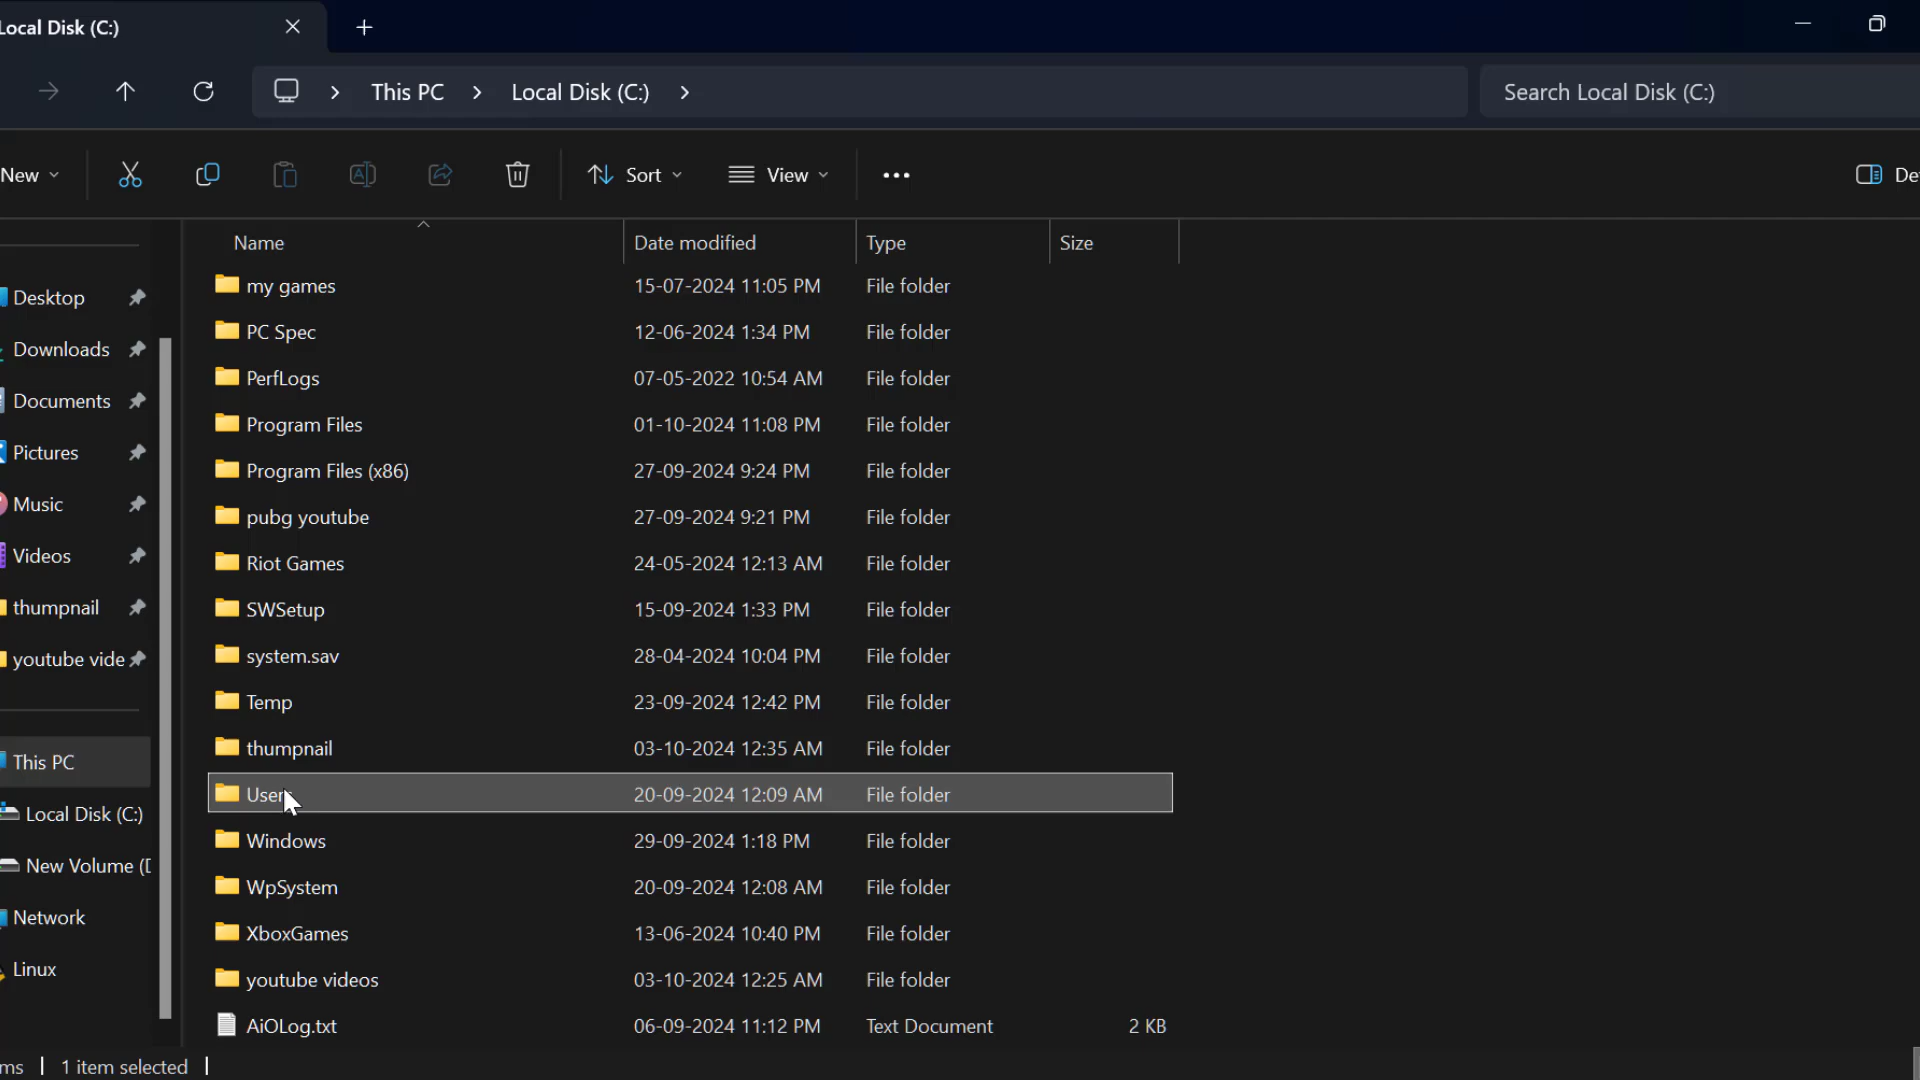 Local Disk (C:)
This PC > Local Disk (C:) >
Search Local Disk (C:)
New
Sort
View
Name Date modified Type Size
Desktop
Downloads
Documents
Pictures
Music
Videos
thumpnail
youtube vide
This PC
Local Disk (C:)
New Volume (
Network
Linux
my games 15-07-2024 11:05 PM File folder
PC Spec 12-06-2024 1:34 PM File folder
PerfLogs 07-05-2022 10:54 AM File folder
Program Files 01-10-2024 11:08 PM File folder
Program Files (x86) 27-09-2024 9:24 PM File folder
pubg youtube 27-09-2024 9:21 PM File folder
Riot Games 24-05-2024 12:13 AM File folder
SWSetup 15-09-2024 1:33 PM File folder
system.sav 28-04-2024 10:04 PM File folder
Temp 23-09-2024 12:42 PM File folder
thumpnail 03-10-2024 12:35 AM File folder
User 20-09-2024 12:09 AM File folder
Windows 29-09-2024 1:18 PM File folder
WpSystem 20-09-2024 12:08 AM File folder
XboxGames 13-06-2024 10:40 PM File folder
youtube videos 03-10-2024 12:25 AM File folder
AiOLog.txt 06-09-2024 11:12 PM Text Document 2 KB
1 item selected